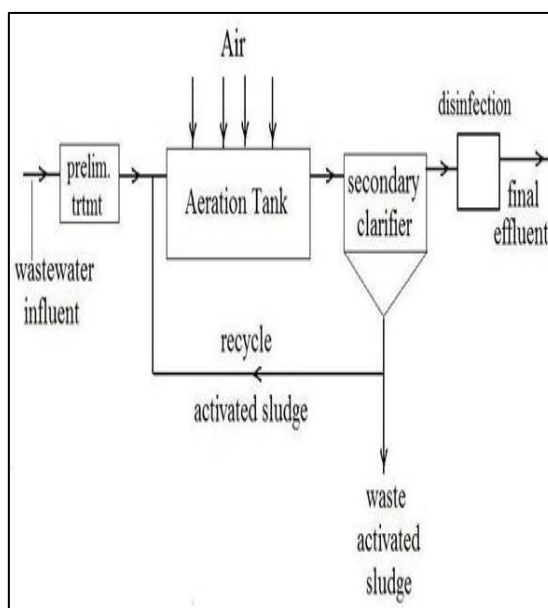 Air
disinfection
prelim.
trtmt
Aeration Tank
secondary
clarifier
final
effluent
wastewater
influent
recycle
activated sludge
waste
activated
sludge